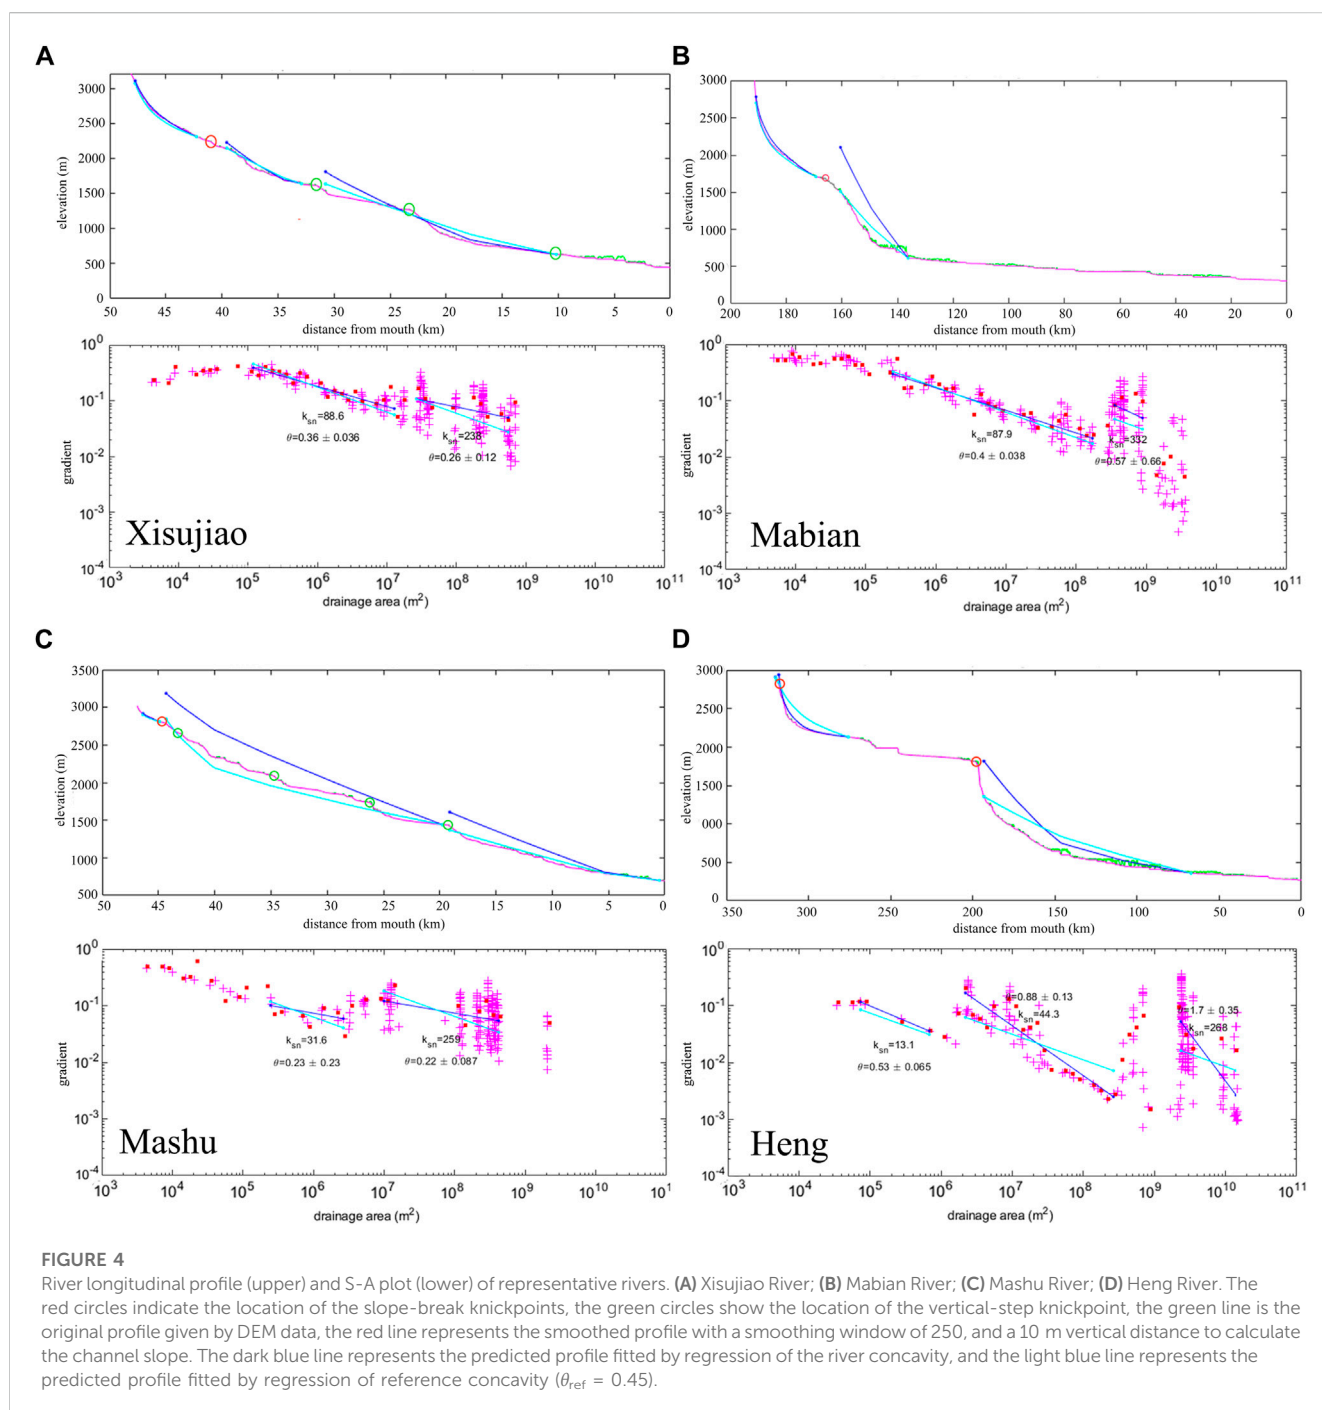 A
3000
2500
2000
1500
1000
500
0
elevation (m)
50 45 40 35 30 25 20 15 10 5 0
distance from mouth (km)
10^0
10^-1
10^-2
10^-3
10^-4
gradient
k_sn=88.6
θ=0.36 ± 0.036
k_sn=238
θ=0.26 ± 0.12
Xisujiao
10^3 10^4 10^5 10^6 10^7 10^8 10^9 10^10 10^11
drainage area (m^2)
B
3000
2500
2000
1500
1000
500
0
elevation (m)
200 180 160 140 120 100 80 60 40 20 0
distance from mouth (km)
10^0
10^-1
10^-2
10^-3
10^-4
gradient
k_sn=87.9
θ=0.4 ± 0.038
k_sn=332
θ=0.57 ± 0.66
Mabian
10^3 10^4 10^5 10^6 10^7 10^8 10^9 10^10 10^11
drainage area (m^2)
C
3500
3000
2500
2000
1500
1000
500
elevation (m)
50 45 40 35 30 25 20 15 10 5 0
distance from mouth (km)
10^0
10^-1
10^-2
10^-3
10^-4
gradient
k_sn=31.6
θ=0.23 ± 0.23
k_sn=259
θ=0.22 ± 0.087
Mashu
10^3 10^4 10^5 10^6 10^7 10^8 10^9 10^10 10^1
drainage area (m^2)
D
3000
2500
2000
1500
000
500
0
elevation (m)
350 300 250 200 150 100 50 0
distance from mouth (km)
10^0
10^-1
10^-2
10^-3
10^-4
gradient
k_sn=13.1
θ=0.53 ± 0.065
θ=0.88 ± 0.13
k_sn=44.3
θ=1.7 ± 0.35
k_sn=268
Heng
10^3 10^4 10^5 10^6 10^7 10^8 10^9 10^10 10^11
drainage area (m^2)
FIGURE 4
River longitudinal profile (upper) and S-A plot (lower) of representative rivers. (A) Xisujiao River; (B) Mabian River; (C) Mashu River; (D) Heng River. The
red circles indicate the location of the slope-break knickpoints, the green circles show the location of the vertical-step knickpoint, the green line is the
original profile given by DEM data, the red line represents the smoothed profile with a smoothing window of 250, and a 10 m vertical distance to calculate
the channel slope. The dark blue line represents the predicted profile fitted by regression of the river concavity, and the light blue line represents the
predicted profile fitted by regression of reference concavity (θ_ref = 0.45).